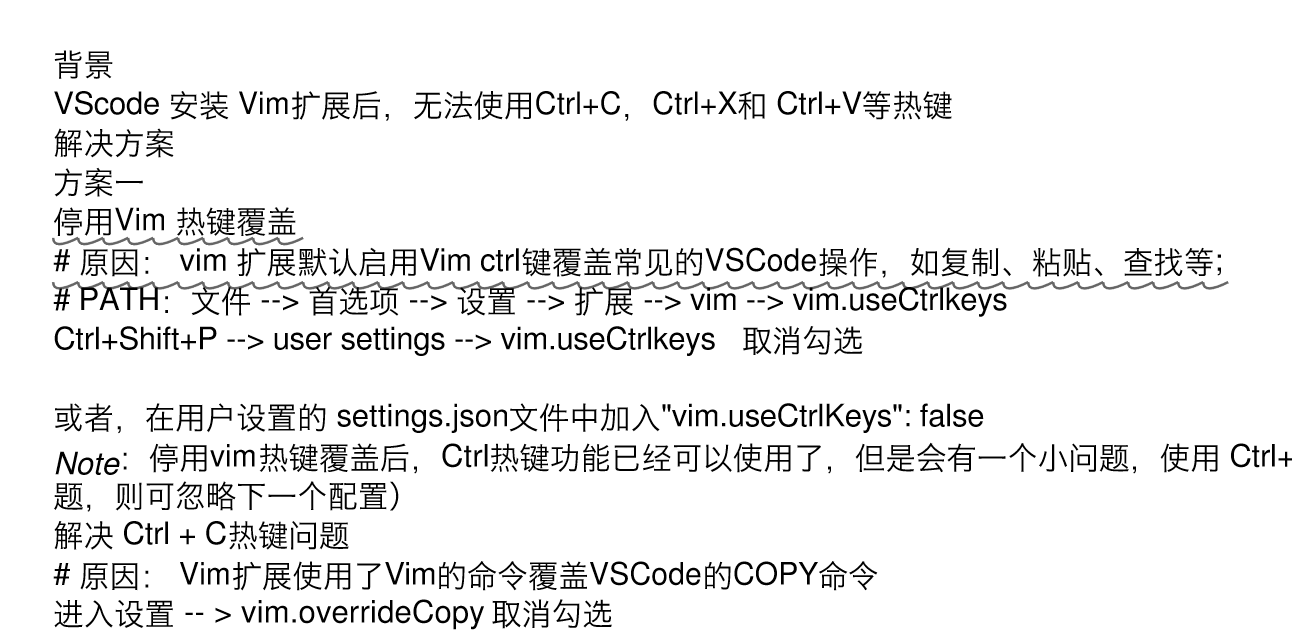 背景
VScode 安装 Vim扩展后，无法使用Ctrl+C，Ctrl+X和 Ctrl+V等热键
解决方案
方案一
停用Vim 热键覆盖
# 原因： vim 扩展默认启用Vim ctrl键覆盖常见的VSCode操作，如复制、粘贴、查找等;
# PATH：文件 --> 首选项 --> 设置 --> 扩展 --> vim --> vim.useCtrlkeys
Ctrl+Shift+P --> user settings --> vim.useCtrlkeys 取消勾选
或者，在用户设置的 settings.json文件中加入"vim.useCtrlKeys": false
Note：停用vim热键覆盖后，Ctrl热键功能已经可以使用了，但是会有一个小问题，使用 Ctrl+
题，则可忽略下一个配置）
解决 Ctrl + C热键问题
# 原因： Vim扩展使用了Vim的命令覆盖VSCode的COPY命令
进入设置 -- > vim.overrideCopy 取消勾选